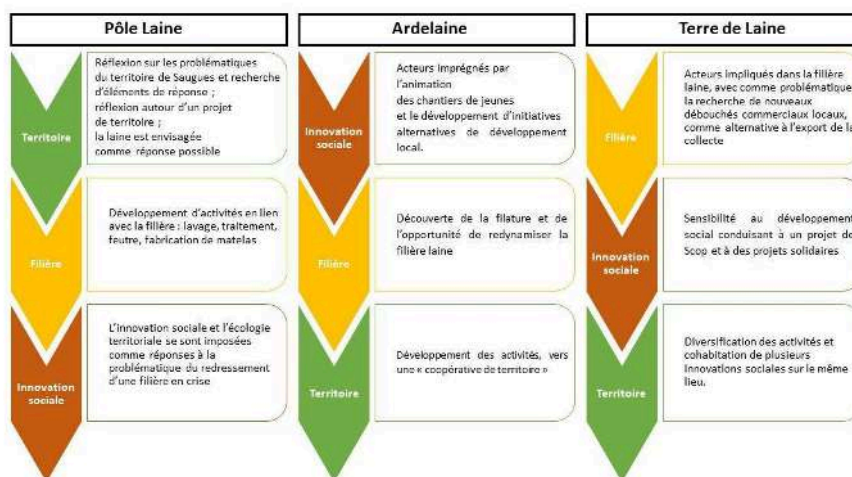 Pôle Laine
Territoire
Réflexion sur les problématiques
du territoire de Saugues et recherche
d'éléments de réponse ;
réflexion autour d'un projet
de territoire ;
la laine est envisagée
comme réponse possible
Filière
Développement d'activités en lien
avec la filière : lavage, traitement,
feutre, fabrication de matelas
Innovation
sociale
L'innovation sociale et l'écologie
territoriale se sont imposées
comme réponses à la
problématique du redressement
d'une filière en crise
Ardelaine
Innovation
sociale
Acteurs imprégnés par
l'animation
des chantiers de jeunes
et le développement d'initiatives
alternatives de développement
local.
Filière
Découverte de la filature et de
l'opportunité de redynamiser la
filière laine
Territoire
Développement des activités, vers
une « coopérative de territoire »
Terre de Laine
Filière
Acteurs impliqués dans la filière
laine, avec comme problématique
la recherche de nouveaux
débouchés commerciaux locaux,
comme alternative à l'export de la
collecte
Innovation
sociale
Sensibilité au développement
social conduisant à un projet de
Scop et à des projets solidaires
Territoire
Diversification des activités et
cohabitation de plusieurs
innovations sociales sur le même
lieu.